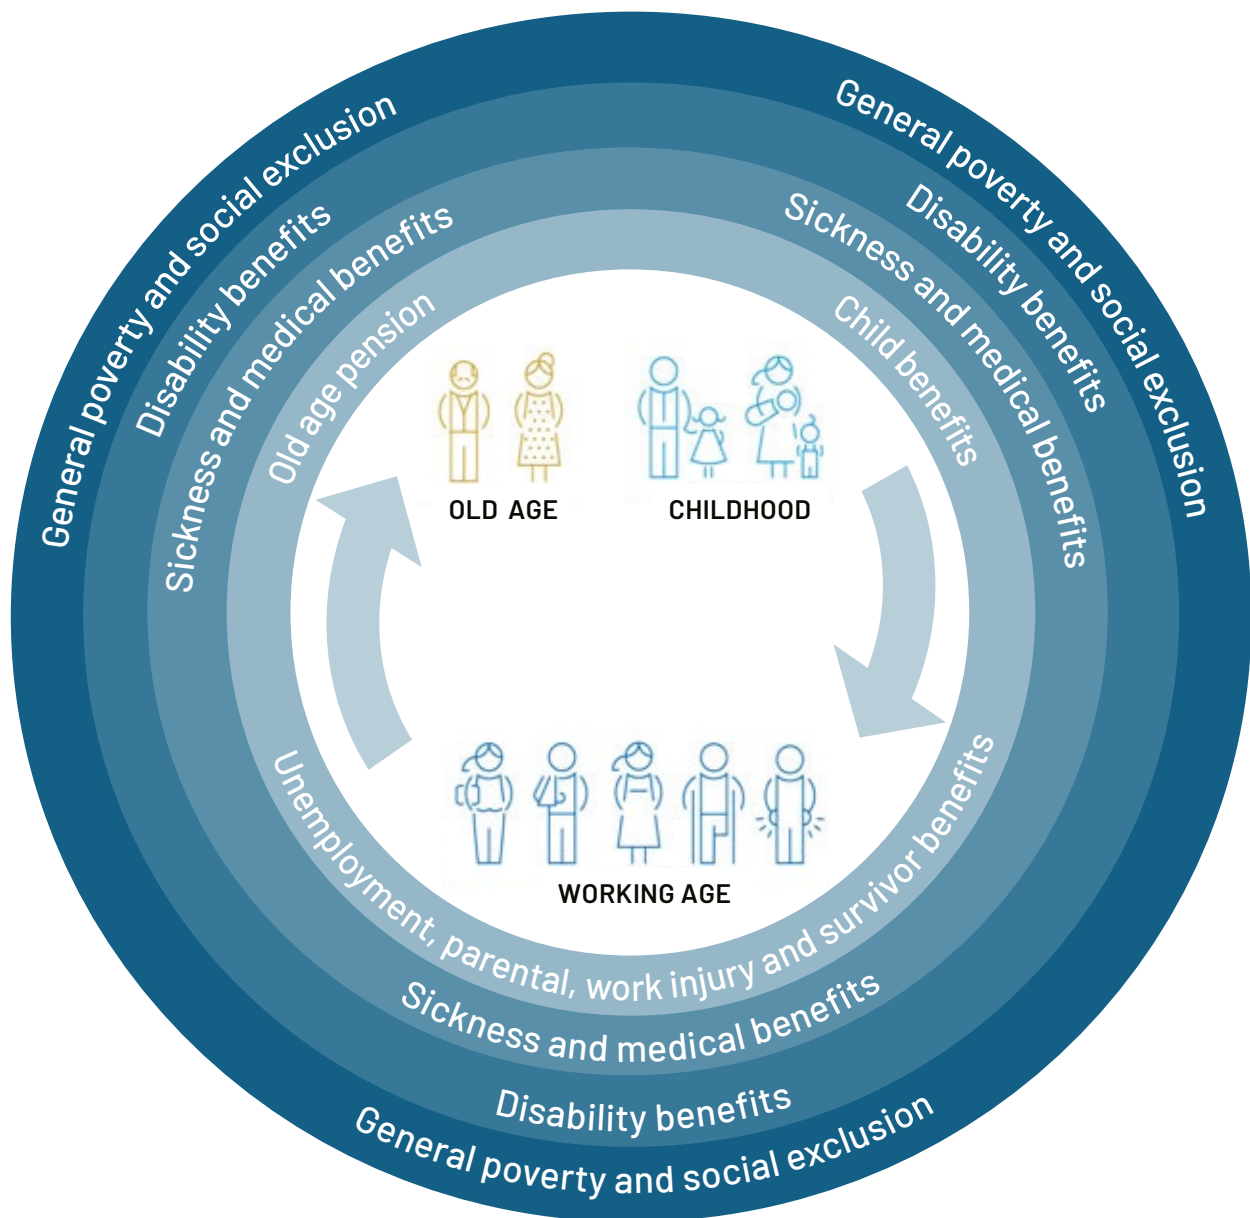 General poverty and social exclusion
Disability benefits
Sickness and medical benefits
Old age pension
General poverty and social exclusion
Disability benefits
Sickness and medical benefits
Child benefits
OLD AGE
CHILDHOOD
WORKING AGE
Unemployment, parental, work injury and survivor benefits
Sickness and medical benefits
Disability benefits
General poverty and social exclusion